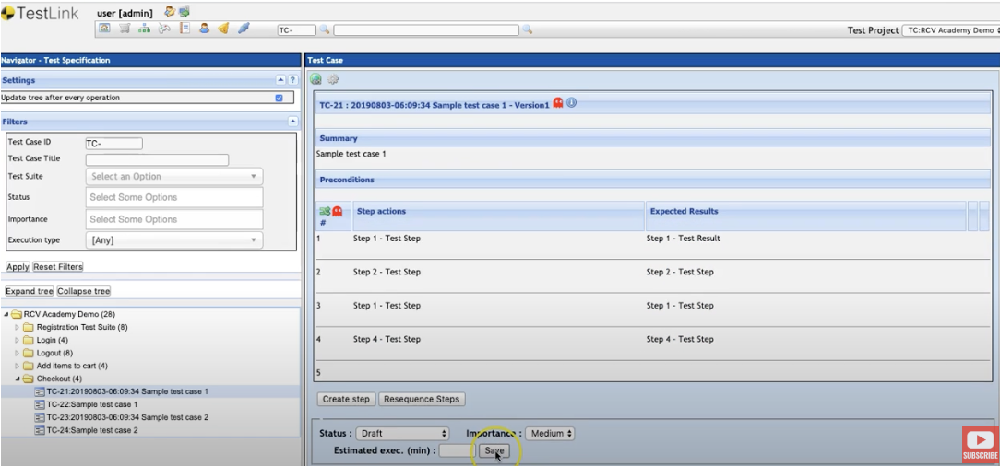 TestLink
user [admin]
TC-
Test Project TC:RCV Academy Demo
Navigator - Test Specification
Settings
?
Update tree after every operation
Filters
Test Case ID TC-
Test Case Title
Test Suite Select an Option
Status Select Some Options
Importance Select Some Options
Execution type [Any]
Apply Reset Filters
Expand tree Collapse tree
RCV Academy Demo (28)
Registration Test Suite (8)
Login (4)
Logout (8)
Add items to cart (4)
Checkout (4)
TC-21:20190803-06:09:34 Sample test case 1
TC-22:Sample test case 1
TC-23:20190803-06:09:34 Sample test case 2
TC-24:Sample test case 2
Test Case
TC-21 : 20190803-06:09:34 Sample test case 1 - Version1
Summary
Sample test case 1
Preconditions
# Step actions Expected Results
1 Step 1 - Test Step Step 1 - Test Result
2 Step 2 - Test Step Step 2 - Test Step
3 Step 1 - Test Step Step 1 - Test Step
4 Step 4 - Test Step Step 4 - Test Step
5
Create step Resequence Steps
Status : Draft Importance : Medium
Estimated exec. (min) : Save
SUBSCRIBE